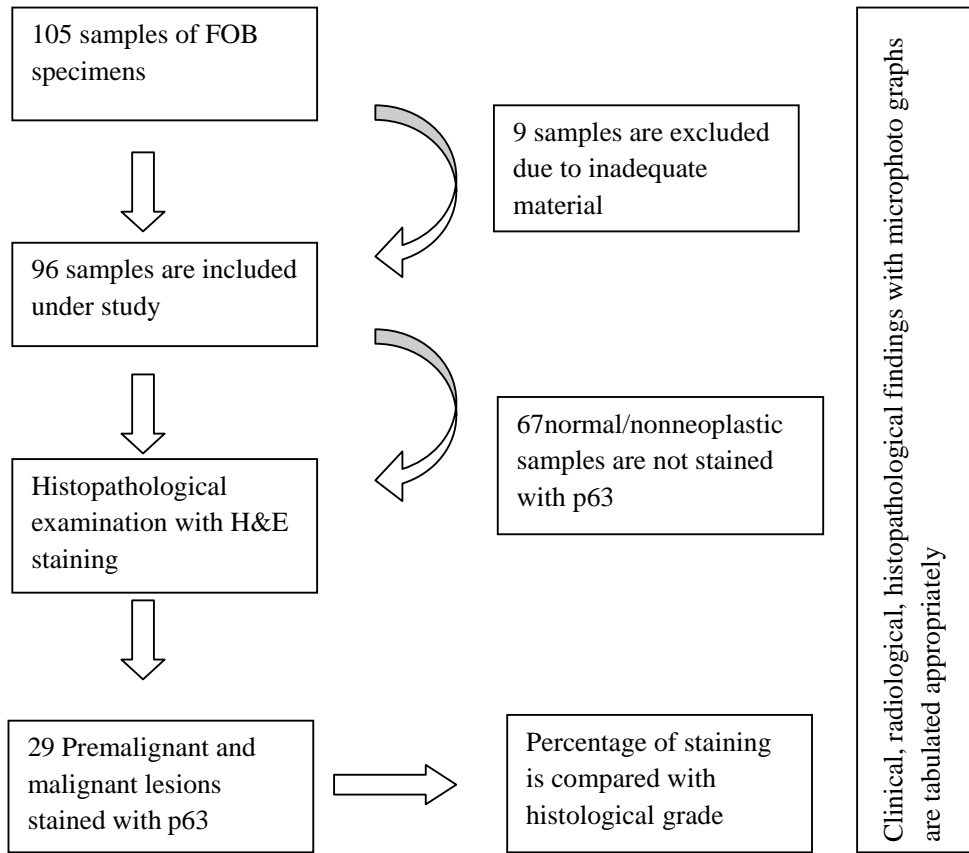 105 samples of FOB
specimens
9 samples are excluded
due to inadequate
material
96 samples are included
under study
67normal/nonneoplastic
samples are not stained
with p63
Histopathological
examination with H&E
staining
29 Premalignant and
malignant lesions
stained with p63
Percentage of staining
is compared with
histological grade
Clinical, radiological, histopathological findings with microphoto graphs
are tabulated appropriately